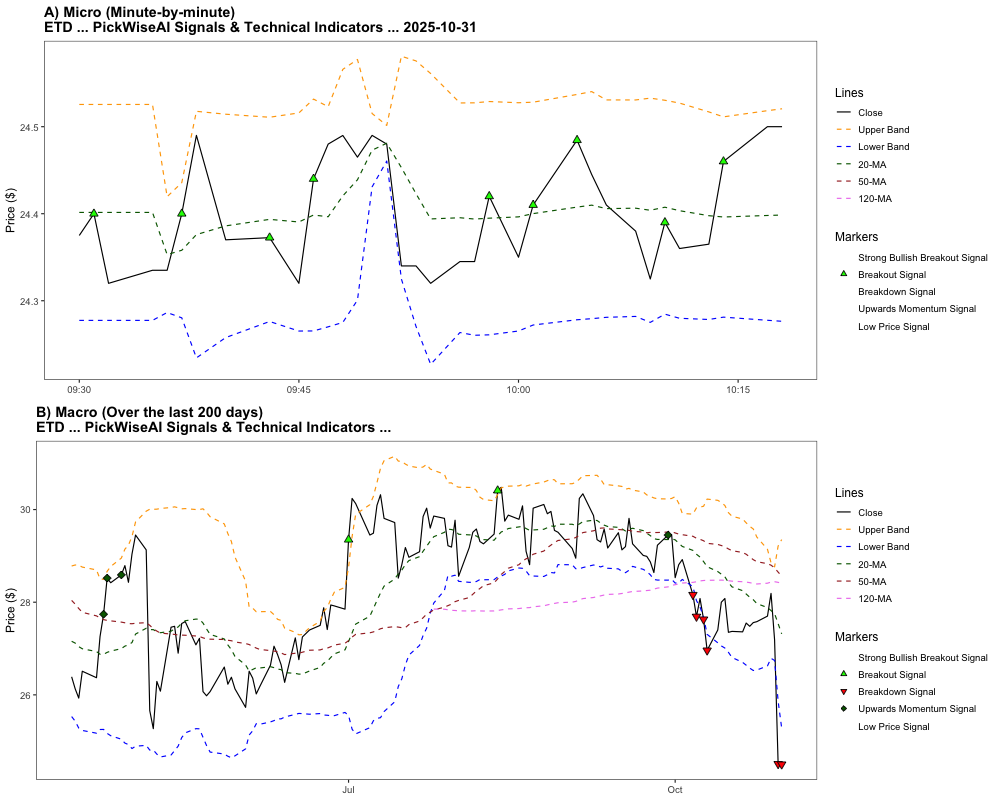 A) Micro (Minute-by-minute)
ETD ... PickWiseAI Signals & Technical Indicators ... 2025-10-31
Price ($)
24.5
24.4
24.3
09:30
09:45
10:00
10:15
Lines
Close
Upper Band
Lower Band
20-MA
50-MA
120-MA
Markers
Strong Bullish Breakout Signal
Breakout Signal
Breakdown Signal
Upwards Momentum Signal
Low Price Signal
B) Macro (Over the last 200 days)
ETD ... PickWiseAI Signals & Technical Indicators ...
Price ($)
30
28
26
Jul
Oct
Lines
Close
Upper Band
Lower Band
20-MA
50-MA
120-MA
Markers
Strong Bullish Breakout Signal
Breakout Signal
Breakdown Signal
Upwards Momentum Signal
Low Price Signal